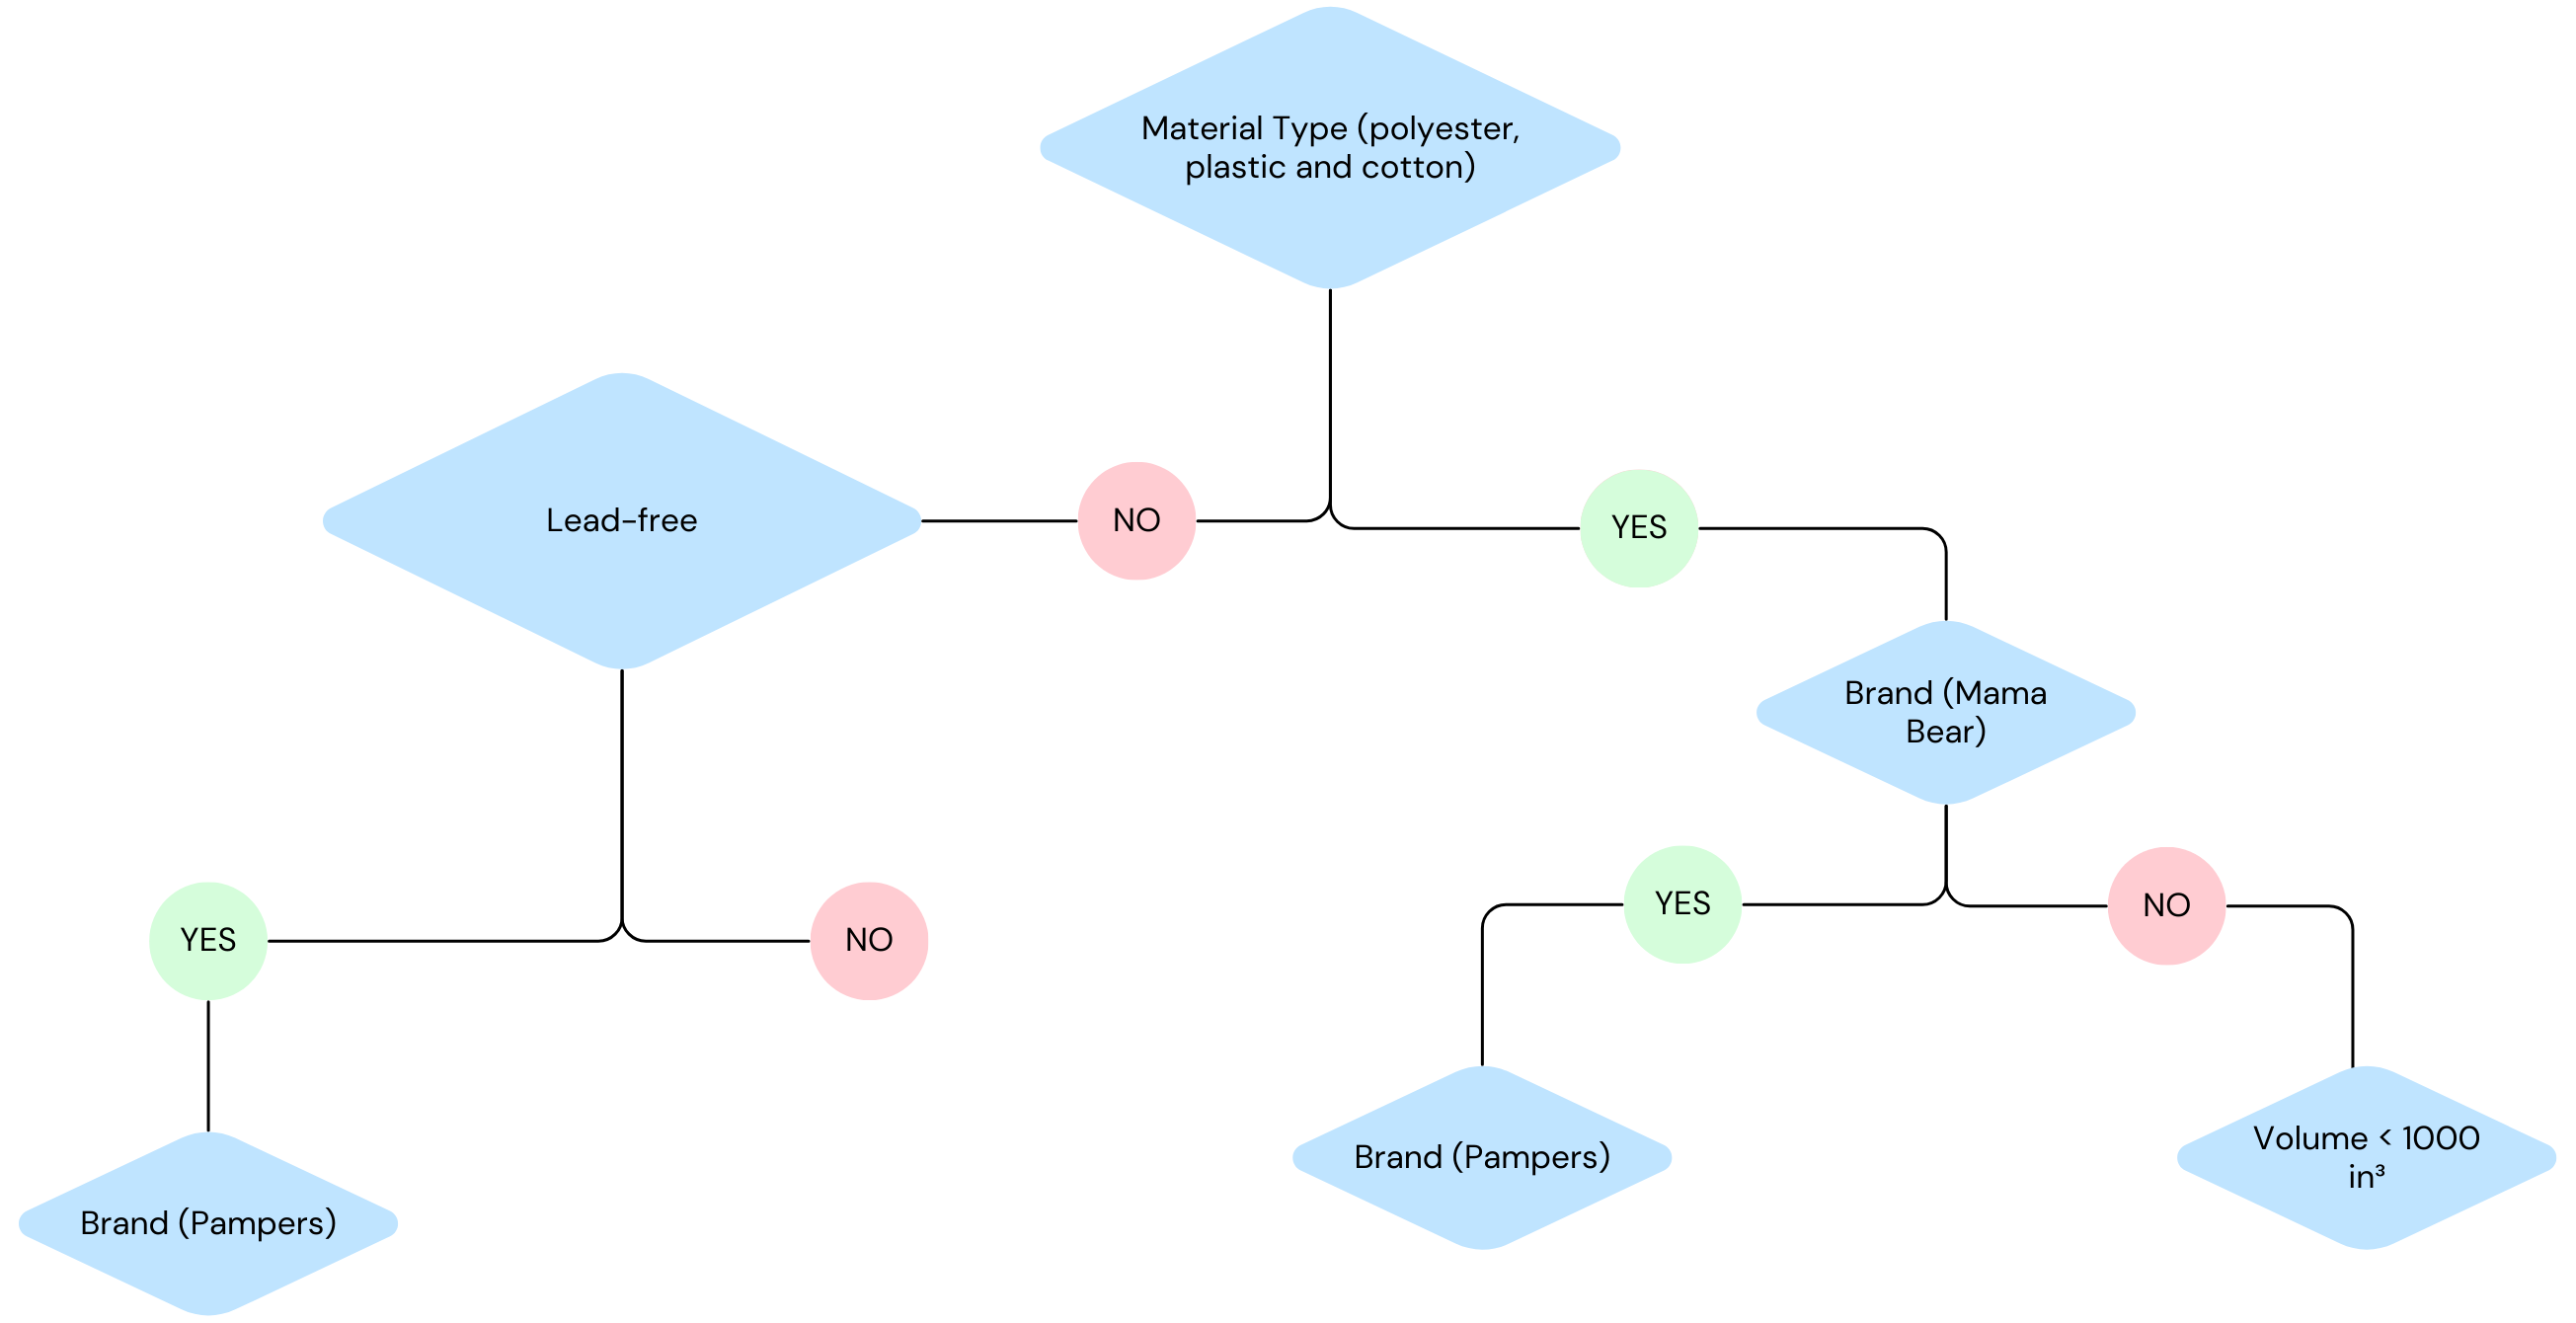 Material Type (polyester,
plastic and cotton)
Lead-free
NO
YES
Brand (Mama
Bear)
YES
NO
YES
NO
Brand (Pampers)
Brand (Pampers)
Volume < 1000
in³